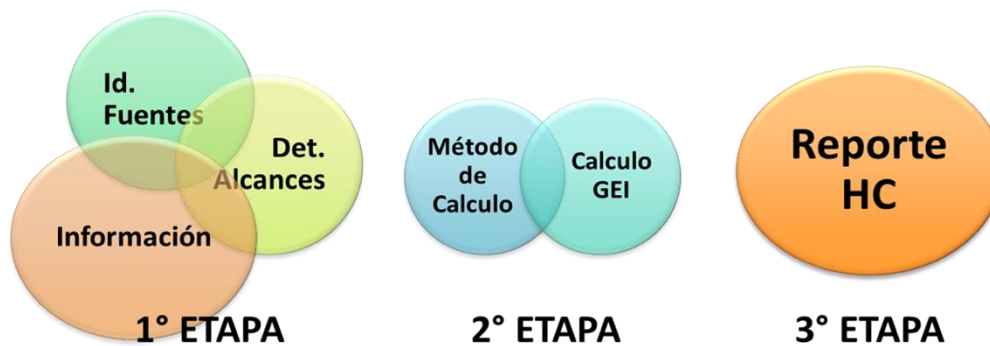 Id.
Fuentes
Det.
Alcances
Información
1° ETAPA
Método
de
Calculo
Calculo
GEI
2° ETAPA
Reporte
HC
3° ETAPA